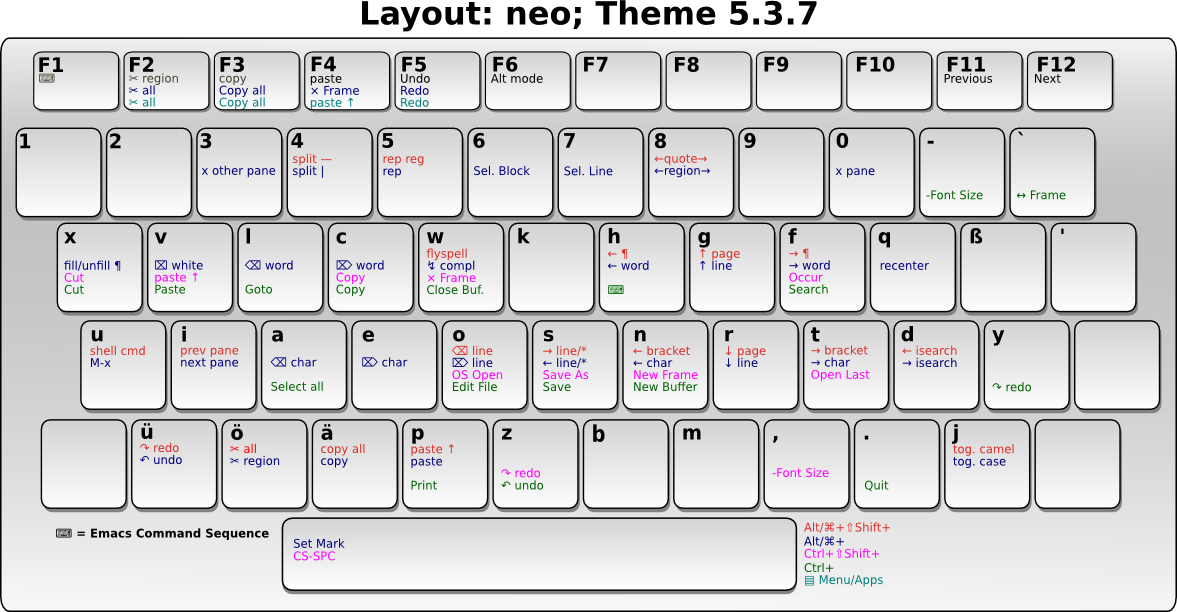 Layout: neo; Theme 5.3.7
F1
⌨
F2
✂ region
✂ all
✂ all
F3
copy
Copy all
Copy all
F4
paste
× Frame
paste ↑
F5
Undo
Redo
Redo
F6
Alt mode
F7
F8
F9
F10
F11
Previous
F12
Next
1
2
3
x other pane
4
split —
split |
5
rep reg
rep
6
Sel. Block
7
Sel. Line
8
←quote→
←region→
9
0
x pane
-
-Font Size
`
↔ Frame
x
fill/unfill ¶
Cut
Cut
v
⌧ white
paste ↑
Paste
l
⌫ word
Goto
c
⌦ word
Copy
Copy
w
flyspell
↯ compl
× Frame
Close Buf.
k
h
← ¶
← word
⌨
g
↑ page
↑ line
f
→ ¶
→ word
Occur
Search
q
recenter
ß
'
u
shell cmd
M-x
i
prev pane
next pane
a
⌫ char
Select all
e
⌦ char
o
⌫ line
⌦ line
OS Open
Edit File
s
→ line/*
← line/*
Save As
Save
n
← bracket
← char
New Frame
New Buffer
r
↓ page
↓ line
t
→ bracket
→ char
Open Last
d
← isearch
→ isearch
y
↷ redo
ü
↷ redo
↶ undo
ö
✂ all
✂ region
ä
copy all
copy
p
paste ↑
paste
Print
z
↷ redo
↶ undo
b
m
,
-Font Size
.
Quit
j
tog. camel
tog. case
⌨ = Emacs Command Sequence
Set Mark
CS-SPC
Alt/⌘+⇧Shift+
Alt/⌘+
Ctrl+⇧Shift+
Ctrl+
▤ Menu/Apps